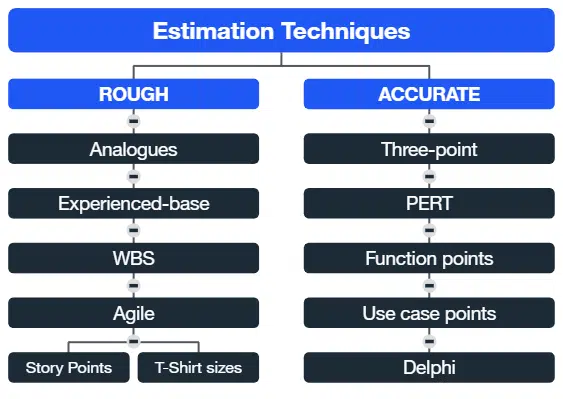 Estimation Techniques
ROUGH
Analogues
Experienced-base
WBS
Agile
Story Points
T-Shirt sizes
ACCURATE
Three-point
PERT
Function points
Use case points
Delphi